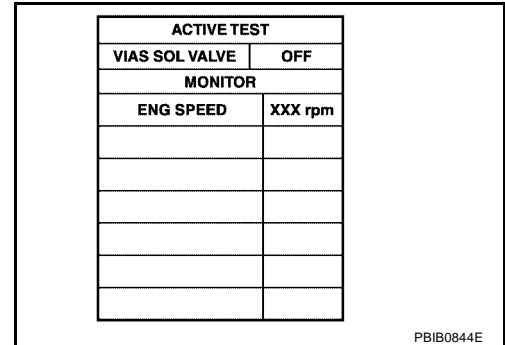 ACTIVE TEST
VIAS SOL VALVE OFF
MONITOR
ENG SPEED XXX rpm
PBIB0844E